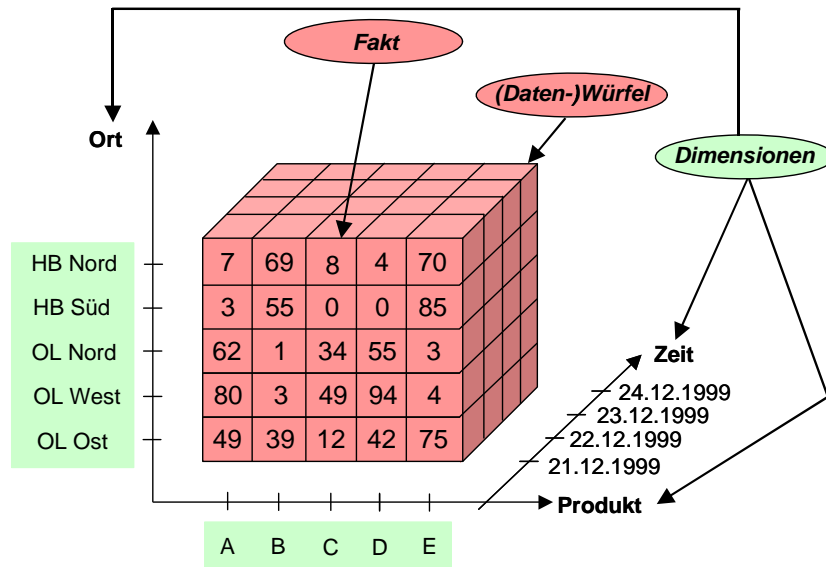 Fakt
(Daten-)Würfel
Ort
Dimensionen
HB Nord 7 69 8 4 70
HB Süd 3 55 0 0 85
OL Nord 62 1 34 55 3
Zeit
OL West 80 3 49 94 4
24.12.1999
23.12.1999
OL Ost 49 39 12 42 75
22.12.1999
21.12.1999
Produkt
A B C D E